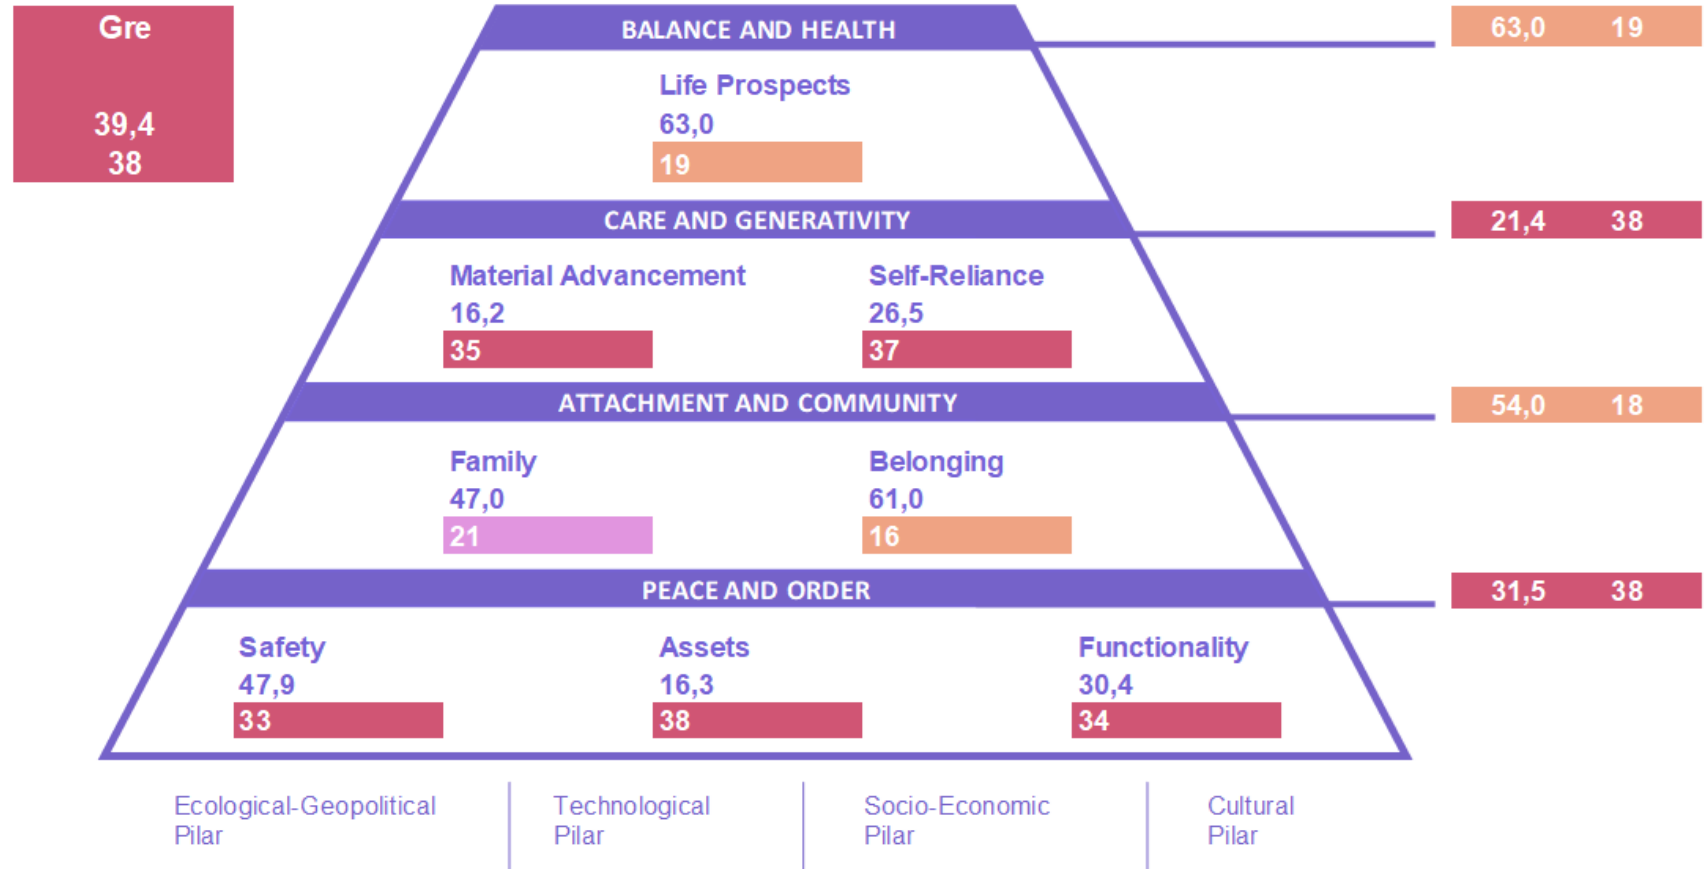 Gre
39,4
38
BALANCE AND HEALTH
63,0 19
Life Prospects
63,0
19
CARE AND GENERATIVITY
21,4 38
Material Advancement Self-Reliance
16,2 26,5
35 37
ATTACHMENT AND COMMUNITY
54,0 18
Family Belonging
47,0 61,0
21 16
PEACE AND ORDER
31,5 38
Safety Assets Functionality
47,9 16,3 30,4
33 38 34
Ecological-Geopolitical Technological Socio-Economic Cultural
Pilar Pilar Pilar Pilar